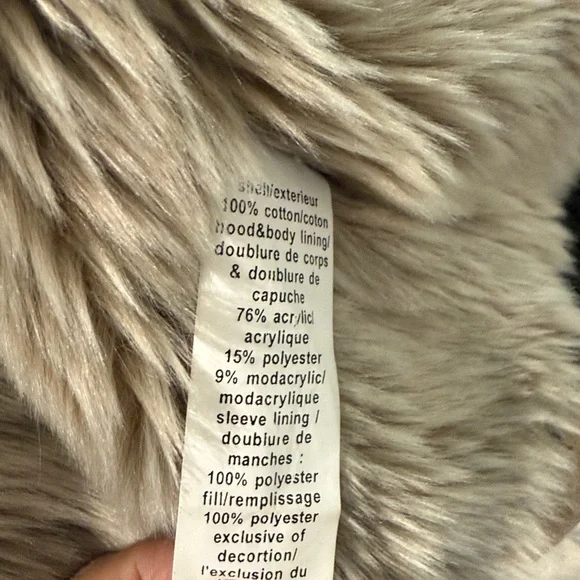 shell/exterieur
100% cotton/coton
hood&body lining/
doublure de corps
& doublure de
capuche
76% acrylic/
acrylique
15% polyester
9% modacrylic/
modacrylique
sleeve lining /
doublure de
manches :
100% polyester
fill/remplissage
100% polyester
exclusive of
decortion/
l'exclusion du